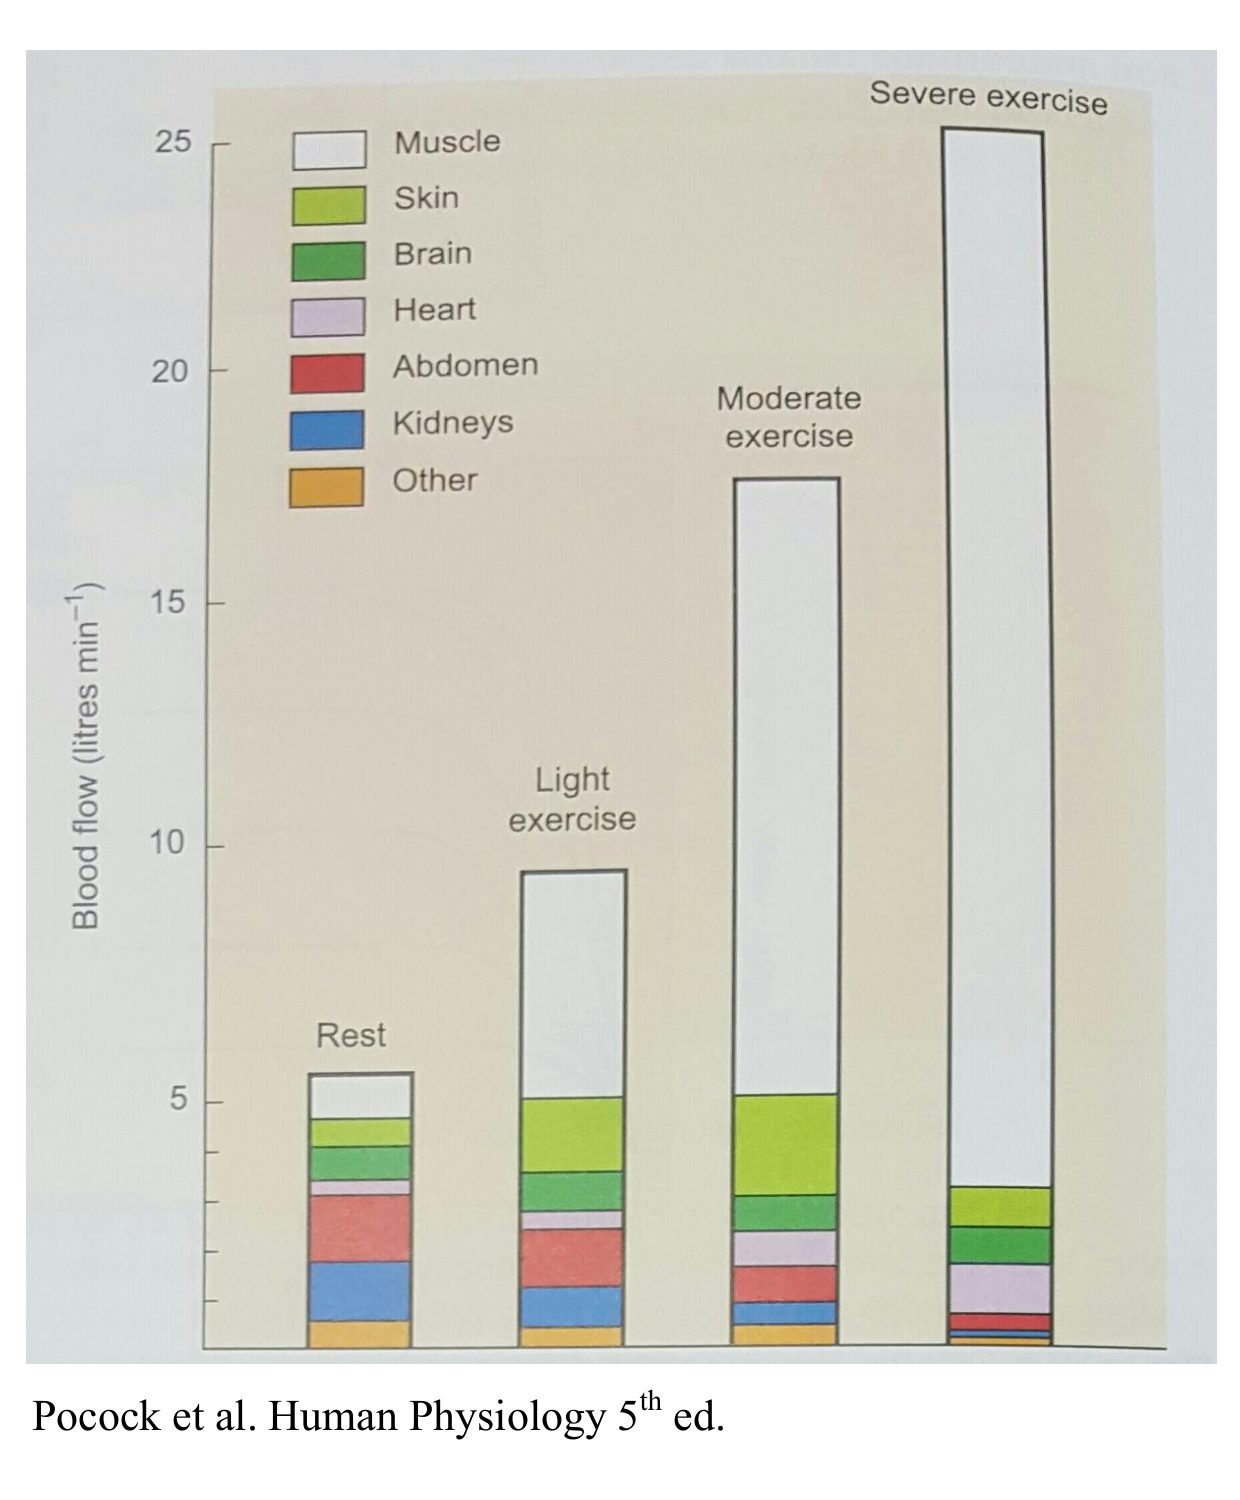 Severe exercise
25
Muscle
Skin
Brain
Heart
20
Abdomen
Moderate
exercise
Kidneys
Other
15
Blood flow (litres min⁻¹)
10
Light
exercise
Rest
5
Pocock et al. Human Physiology 5th ed.